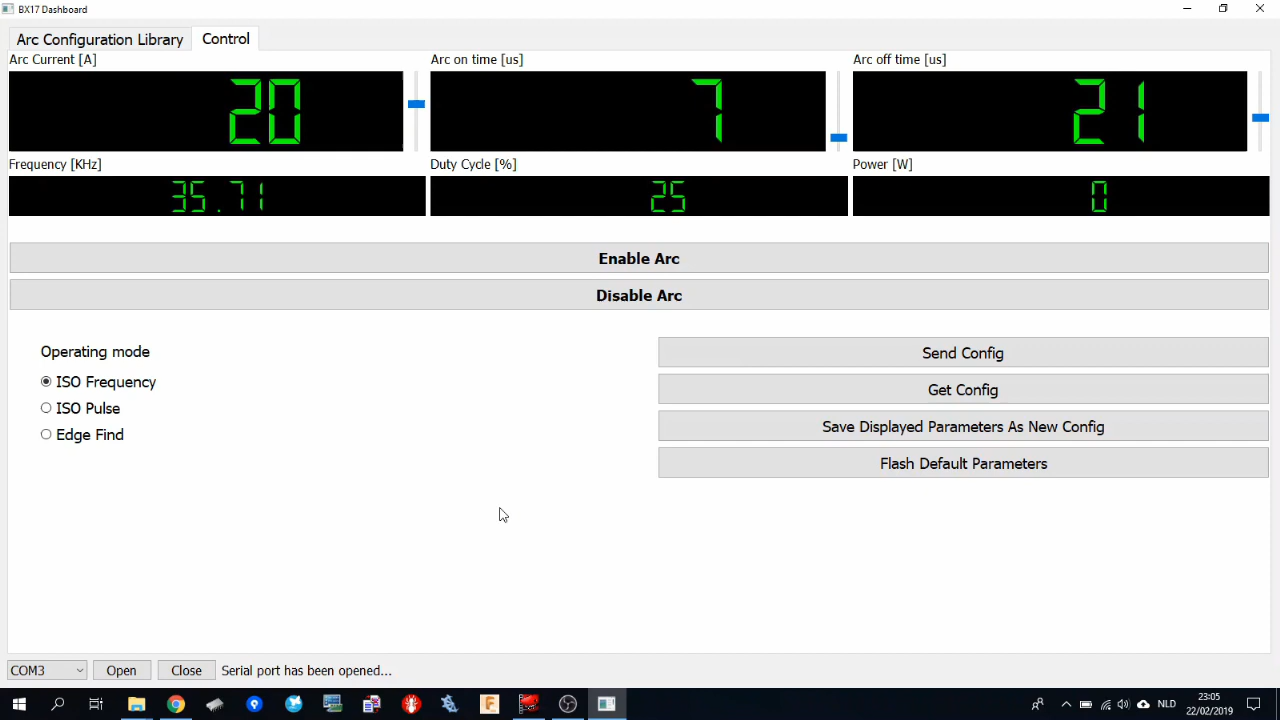 BX17 Dashboard
Arc Configuration Library Control
Arc Current [A] Arc on time [us] Arc off time [us]
20 7 21
Frequency [KHz] Duty Cycle [%] Power [W]
35.71 25 0
Enable Arc
Disable Arc
Operating mode
ISO Frequency
ISO Pulse
Edge Find
Send Config
Get Config
Save Displayed Parameters As New Config
Flash Default Parameters
COM3 Open Close Serial port has been opened...
NLD
23:05
22/02/2019